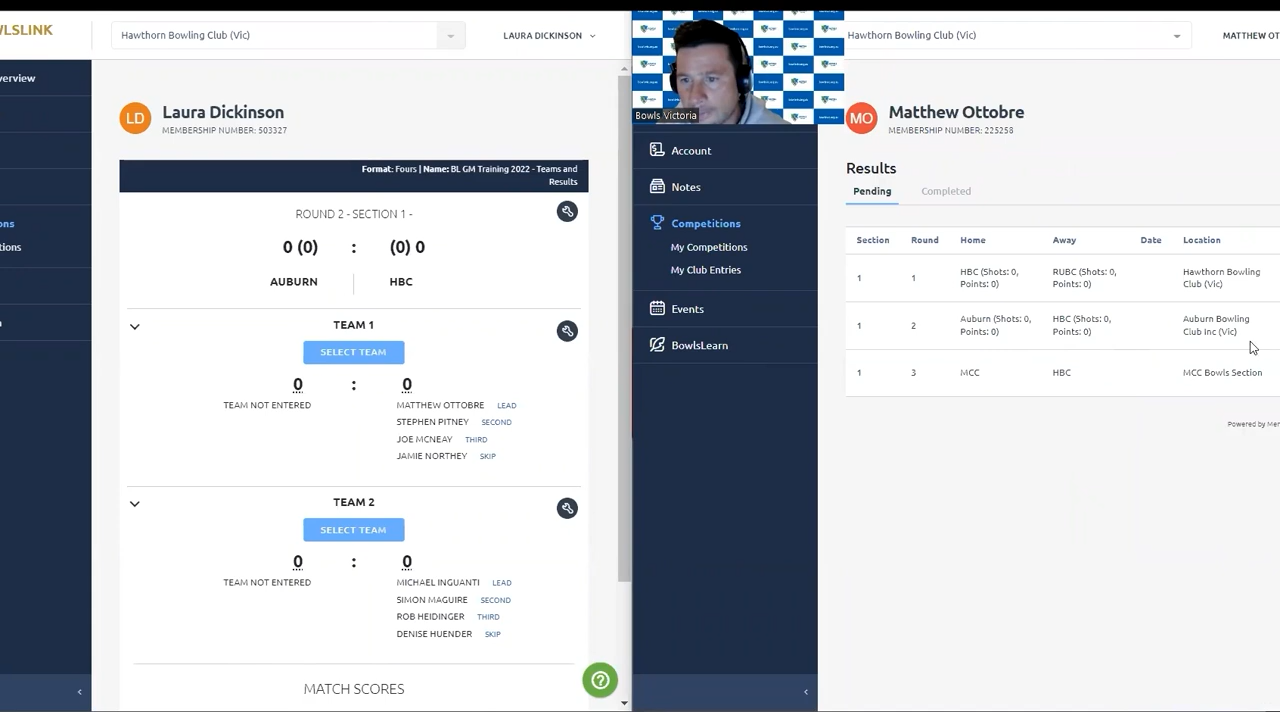 WLSLINK
Hawthorn Bowling Club (Vic)
LAURA DICKINSON
verview
ons
tions
LD
Laura Dickinson
MEMBERSHIP NUMBER: 503327
Format: Fours | Name: BL GM Training 2022 - Teams and
Results
ROUND 2 - SECTION 1 -
0 (0) : (0) 0
AUBURN HBC
TEAM 1
SELECT TEAM
0 : 0
TEAM NOT ENTERED
MATTHEW OTTOBRE LEAD
STEPHEN PITNEY SECOND
JOE MCNEAY THIRD
JAMIE NORTHEY SKIP
TEAM 2
SELECT TEAM
0 : 0
TEAM NOT ENTERED
MICHAEL INGUANTI LEAD
SIMON MAGUIRE SECOND
ROB HEIDINGER THIRD
DENISE HUENDER SKIP
MATCH SCORES
Bowls Victoria
Account
Notes
Competitions
My Competitions
My Club Entries
Events
BowlsLearn
Hawthorn Bowling Club (Vic)
MATTHEW OT
MO
Matthew Ottobre
MEMBERSHIP NUMBER: 225258
Results
Pending Completed
Section Round Home Away Date Location
1 1 HBC (Shots: 0, Points: 0) RUBC (Shots: 0, Points: 0) Hawthorn Bowling Club (Vic)
1 2 Auburn (Shots: 0, Points: 0) HBC (Shots: 0, Points: 0) Auburn Bowling Club Inc (Vic)
1 3 MCC HBC MCC Bowls Section
Powered by Mer